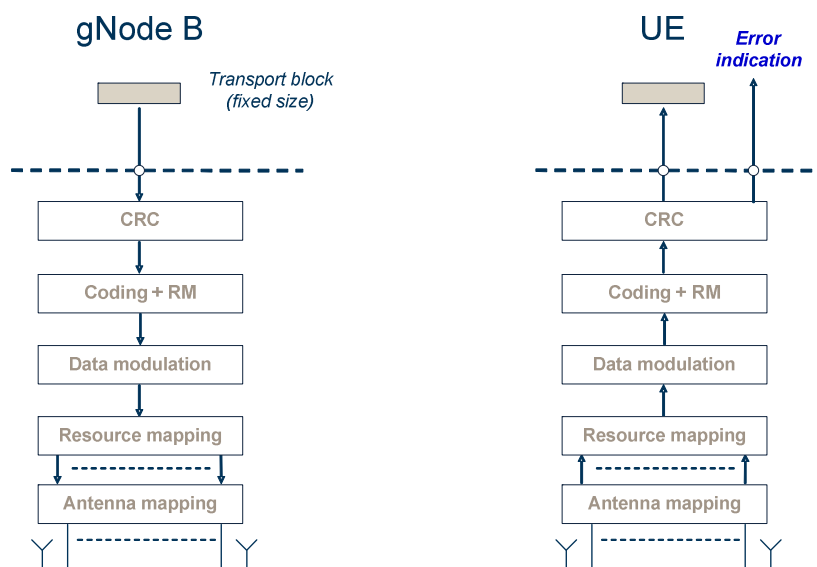 gNode B
UE
Error
indication
Transport block
(fixed size)
CRC
CRC
Coding + RM
Coding + RM
Data modulation
Data modulation
Resource mapping
Resource mapping
Antenna mapping
Antenna mapping